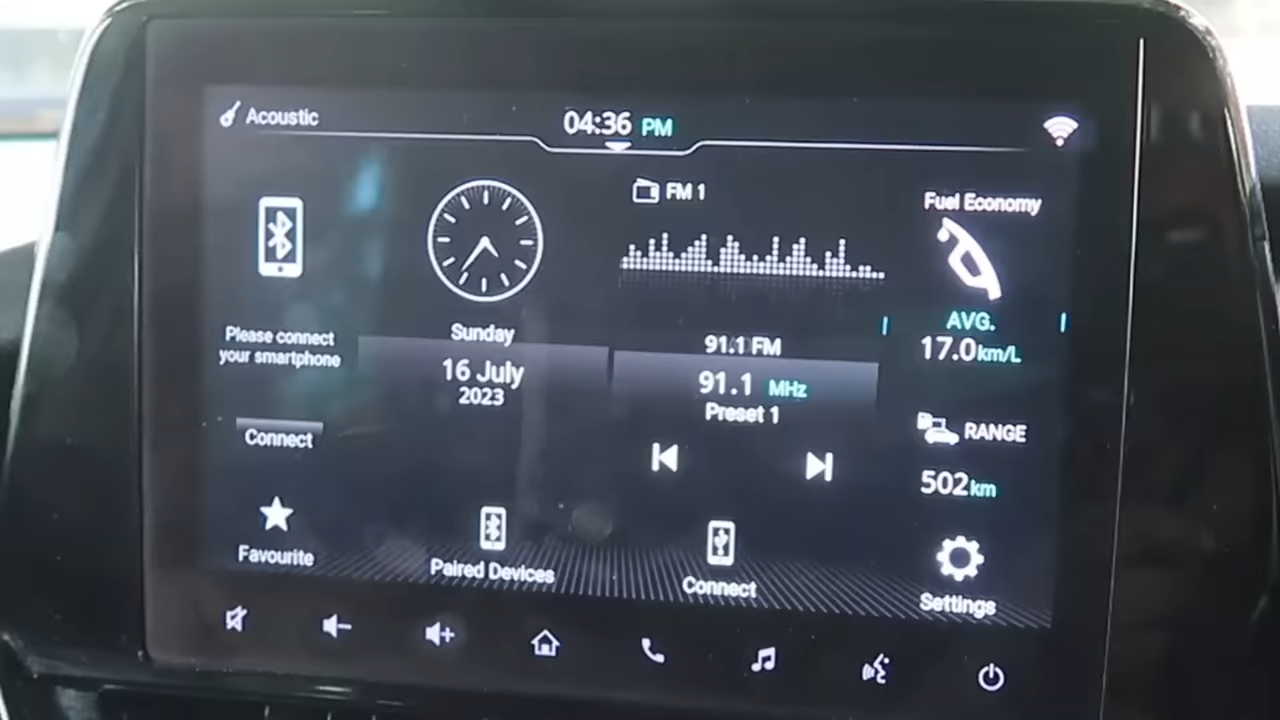 Acoustic
04:36 PM
FM 1
Fuel Economy
Please connect
your smartphone
Sunday
16 July
2023
91.1 FM
91.1 MHz
Preset 1
AVG.
17.0km/L
Connect
RANGE
502km
Favourite
Paired Devices
Connect
Settings